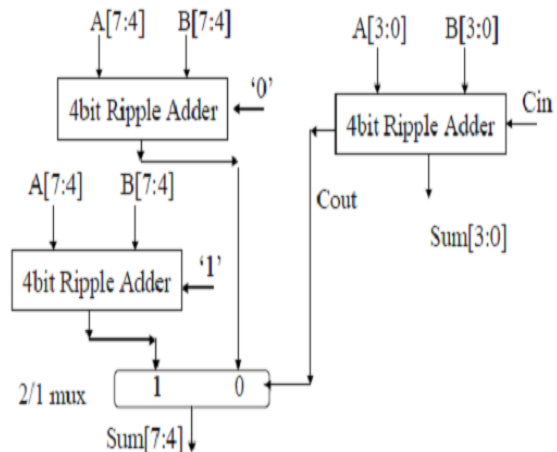 A[7:4] B[7:4]
‘0’
4bit Ripple Adder
A[7:4] B[7:4]
‘1’
4bit Ripple Adder
2/1 mux
1 0
Sum[7:4]
A[3:0] B[3:0]
Cin
4bit Ripple Adder
Cout
Sum[3:0]